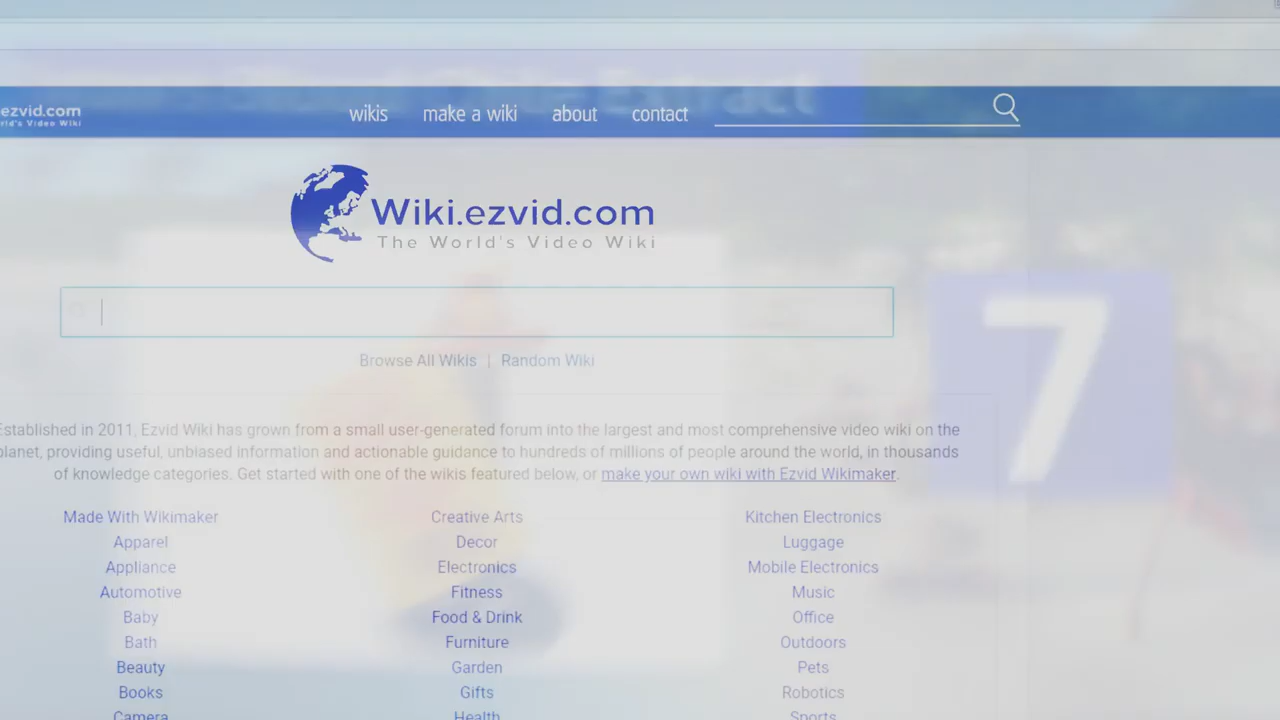 ezvid.com
wikis make a wiki about contact
Extract
Wiki.ezvid.com
The World's Video Wiki
7
Browse All Wikis | Random Wiki
Established in 2011, Ezvid Wiki has grown from a small user-generated forum into the largest and most comprehensive video wiki on the
planet, providing useful, unbiased information and actionable guidance to hundreds of millions of people around the world, in thousands
of knowledge categories. Get started with one of the wikis featured below, or make your own wiki with Ezvid Wikimaker.
Made With Wikimaker Creative Arts Kitchen Electronics
Apparel Decor Luggage
Appliance Electronics Mobile Electronics
Automotive Fitness Music
Baby Food & Drink Office
Bath Furniture Outdoors
Beauty Garden Pets
Books Gifts Robotics
Camera Health Sports